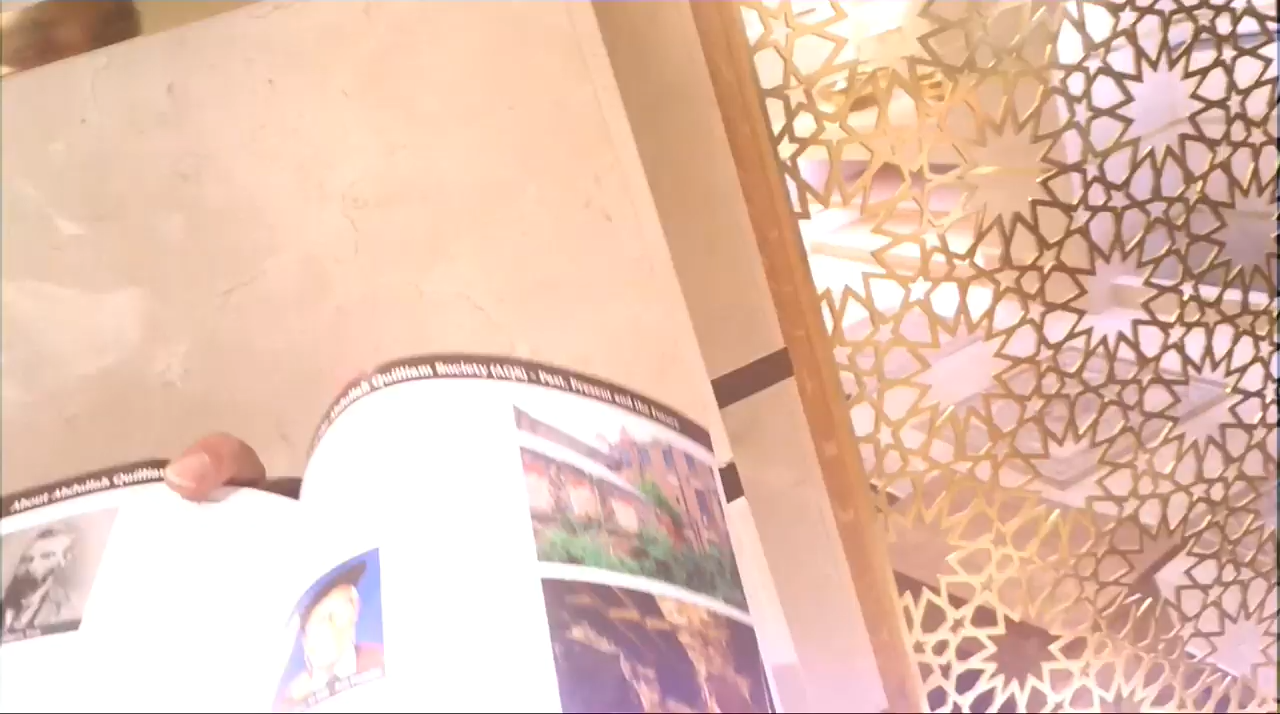 About Abdullah Quilliam
Abdullah Quilliam Society (AQS) - Past, Present and the Future